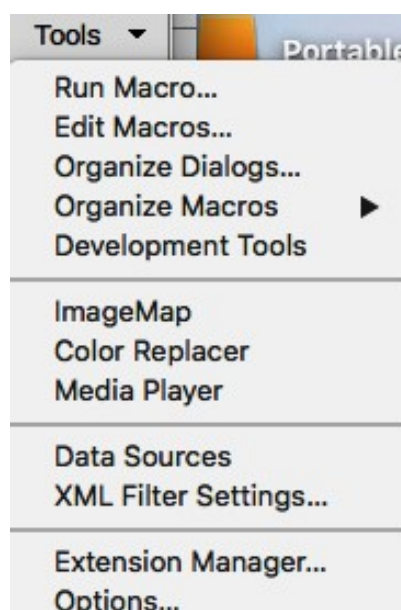 Tools
Portable
Run Macro...
Edit Macros...
Organize Dialogs...
Organize Macros
Development Tools
ImageMap
Color Replacer
Media Player
Data Sources
XML Filter Settings...
Extension Manager...
Options...